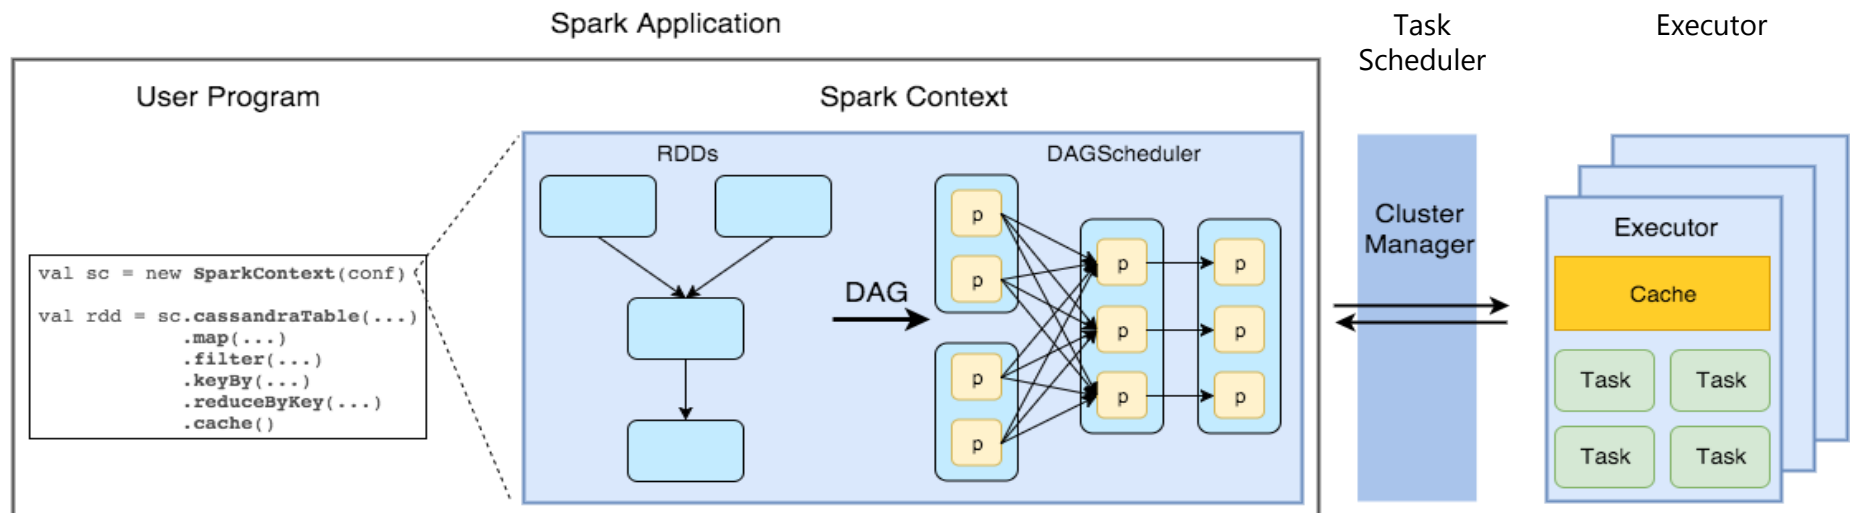 Spark Application
Task
Scheduler
Executor
User Program
Spark Context
val sc = new SparkContext(conf)
val rdd = sc.cassandraTable(...)
.map(...)
.filter(...)
.keyBy(...)
.reduceByKey(...)
.cache()
RDDs
DAG
DAGScheduler
p
p
p
p
p
p
p
p
p
p
Cluster
Manager
Executor
Cache
Task
Task
Task
Task